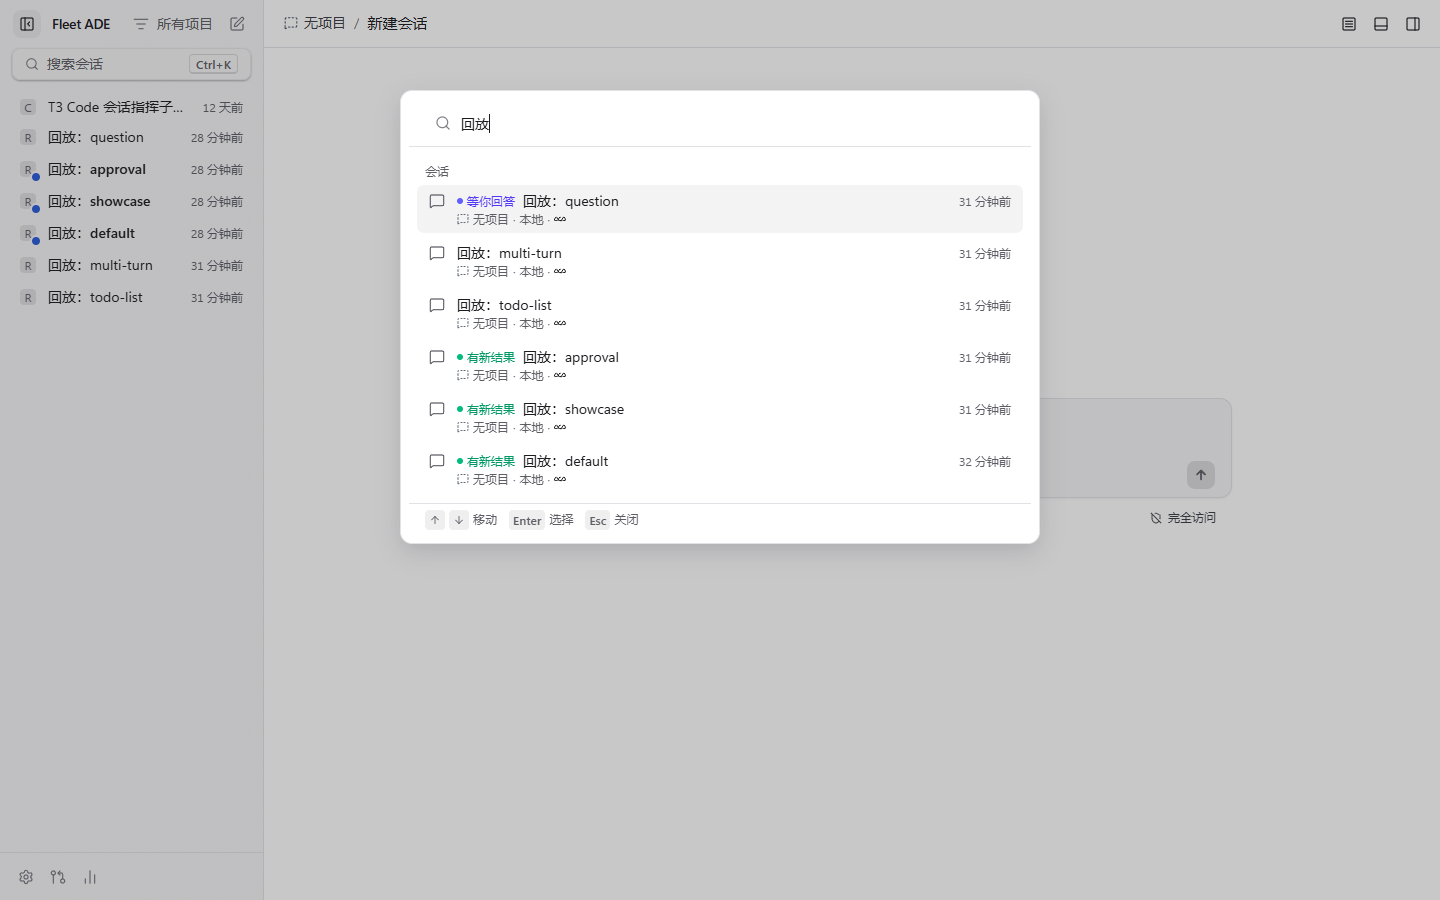 Fleet ADE 所有项目
搜索会话 Ctrl+K
C T3 Code 会话指挥子... 12 天前
R 回放：question 28 分钟前
R 回放：approval 28 分钟前
R 回放：showcase 28 分钟前
R 回放：default 28 分钟前
R 回放：multi-turn 31 分钟前
R 回放：todo-list 31 分钟前
无项目 / 新建会话
回放
会话
等你回答 回放：question 31 分钟前
无项目 · 本地 ·
回放：multi-turn 31 分钟前
无项目 · 本地 ·
回放：todo-list 31 分钟前
无项目 · 本地 ·
有新结果 回放：approval 31 分钟前
无项目 · 本地 ·
有新结果 回放：showcase 31 分钟前
无项目 · 本地 ·
有新结果 回放：default 32 分钟前
无项目 · 本地 ·
↑ ↓ 移动 Enter 选择 Esc 关闭
完全访问